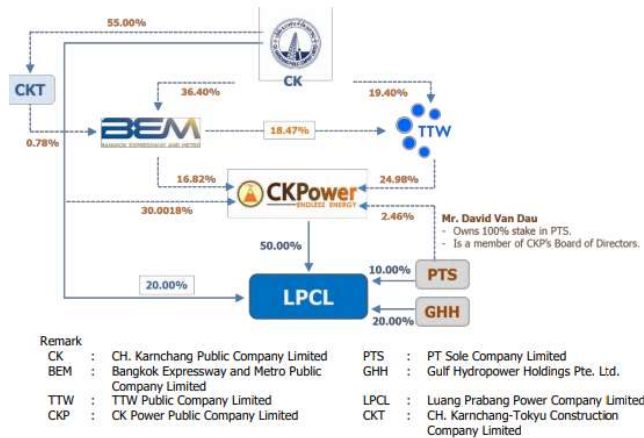 55.00%
CK
CKT
36.40%
19.40%
BEM
BANGKOK EXPRESSWAY AND METRO
18.47%
TTW
0.78%
16.82%
24.98%
CKPower
ENDLESS ENERGY
30.0018%
2.46%
Mr. David Van Dau
- Owns 100% stake in PTS.
- Is a member of CKP's Board of Directors.
50.00%
20.00%
LPCL
10.00%
PTS
20.00%
GHH
Remark
CK : CH. Karnchang Public Company Limited
BEM : Bangkok Expressway and Metro Public
Company Limited
TTW : TTW Public Company Limited
CKP : CK Power Public Company Limited
PTS : PT Sole Company Limited
GHH : Gulf Hydropower Holdings Pte. Ltd.
LPCL : Luang Prabang Power Company Limited
CKT : CH. Karnchang-Tokyu Construction
Company Limited